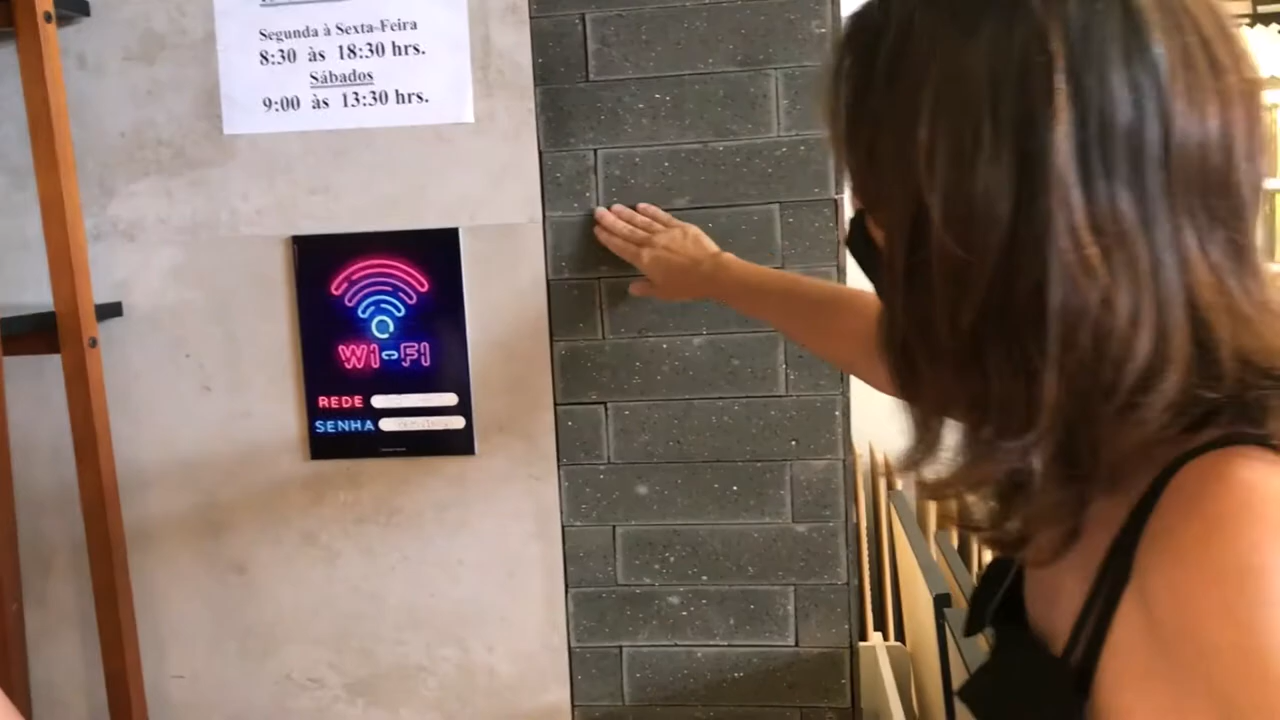 Segunda à Sexta-Feira
8:30 às 18:30 hrs.
Sábados
9:00 às 13:30 hrs.
WI-FI
REDE
SENHA